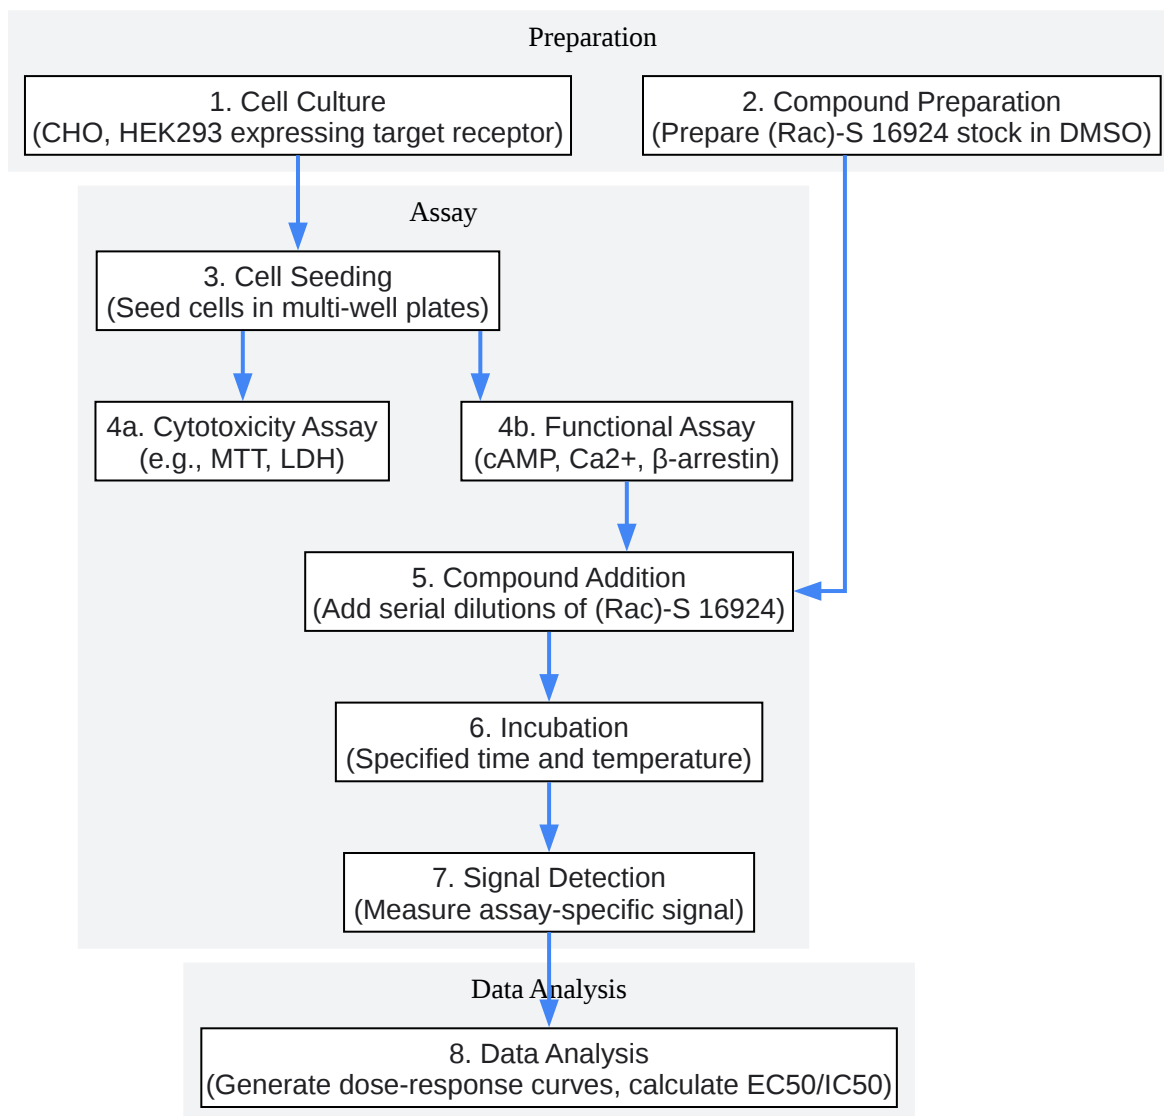 Preparation
1. Cell Culture
(CHO, HEK293 expressing target receptor)
2. Compound Preparation
(Prepare (Rac)-S 16924 stock in DMSO)
Assay
3. Cell Seeding
(Seed cells in multi-well plates)
4a. Cytotoxicity Assay
(e.g., MTT, LDH)
4b. Functional Assay
(cAMP, Ca2+, β-arrestin)
5. Compound Addition
(Add serial dilutions of (Rac)-S 16924)
6. Incubation
(Specified time and temperature)
7. Signal Detection
(Measure assay-specific signal)
Data Analysis
8. Data Analysis
(Generate dose-response curves, calculate EC50/IC50)